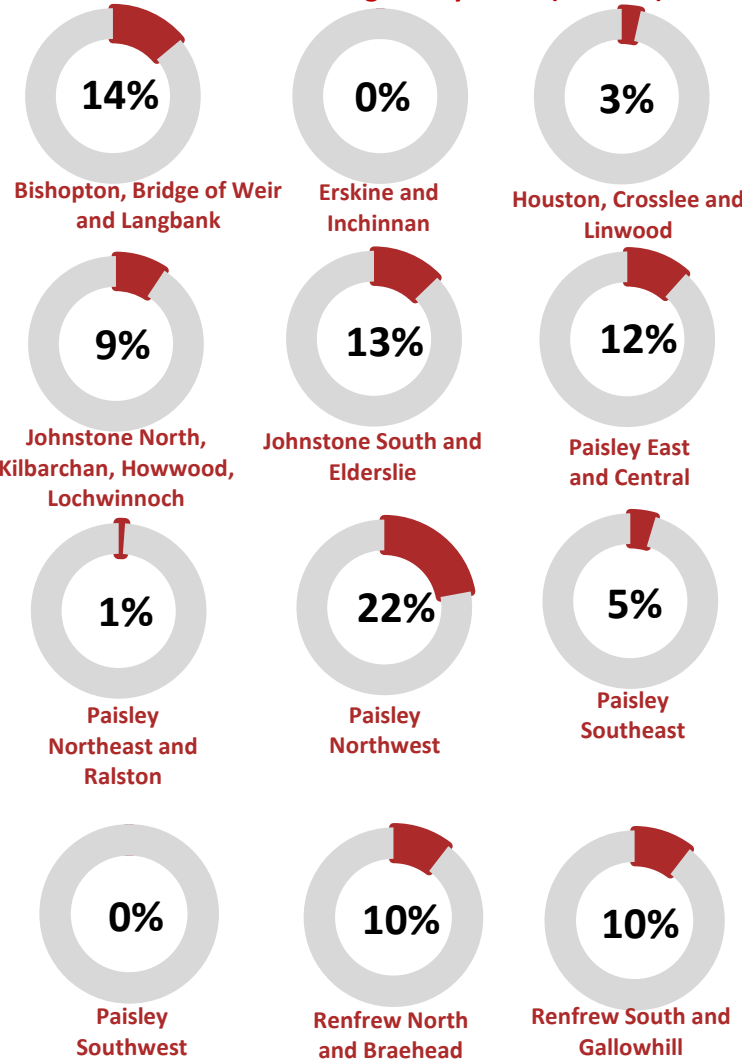 14%
0%
3%
Bishopton, Bridge of Weir
and Langbank
Erskine and
Inchinnan
Houston, Crosslee and
Linwood
9%
13%
12%
Johnstone North,
Kilbarchan, Howwood,
Lochwinnoch
Johnstone South and
Elderslie
Paisley East
and Central
1%
22%
5%
Paisley
Northeast and
Ralston
Paisley
Northwest
Paisley
Southeast
0%
10%
10%
Paisley
Southwest
Renfrew North
and Braehead
Renfrew South and
Gallowhill